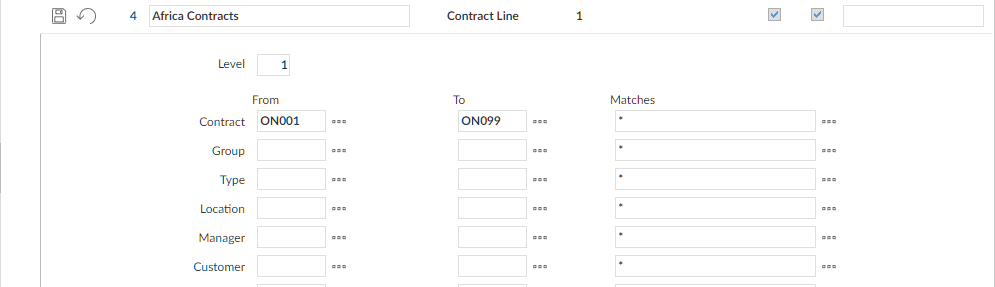 4 Africa Contracts Contract Line 1
Level 1
From To Matches
Contract ON001 ON099 *
Group *
Type *
Location *
Manager *
Customer *